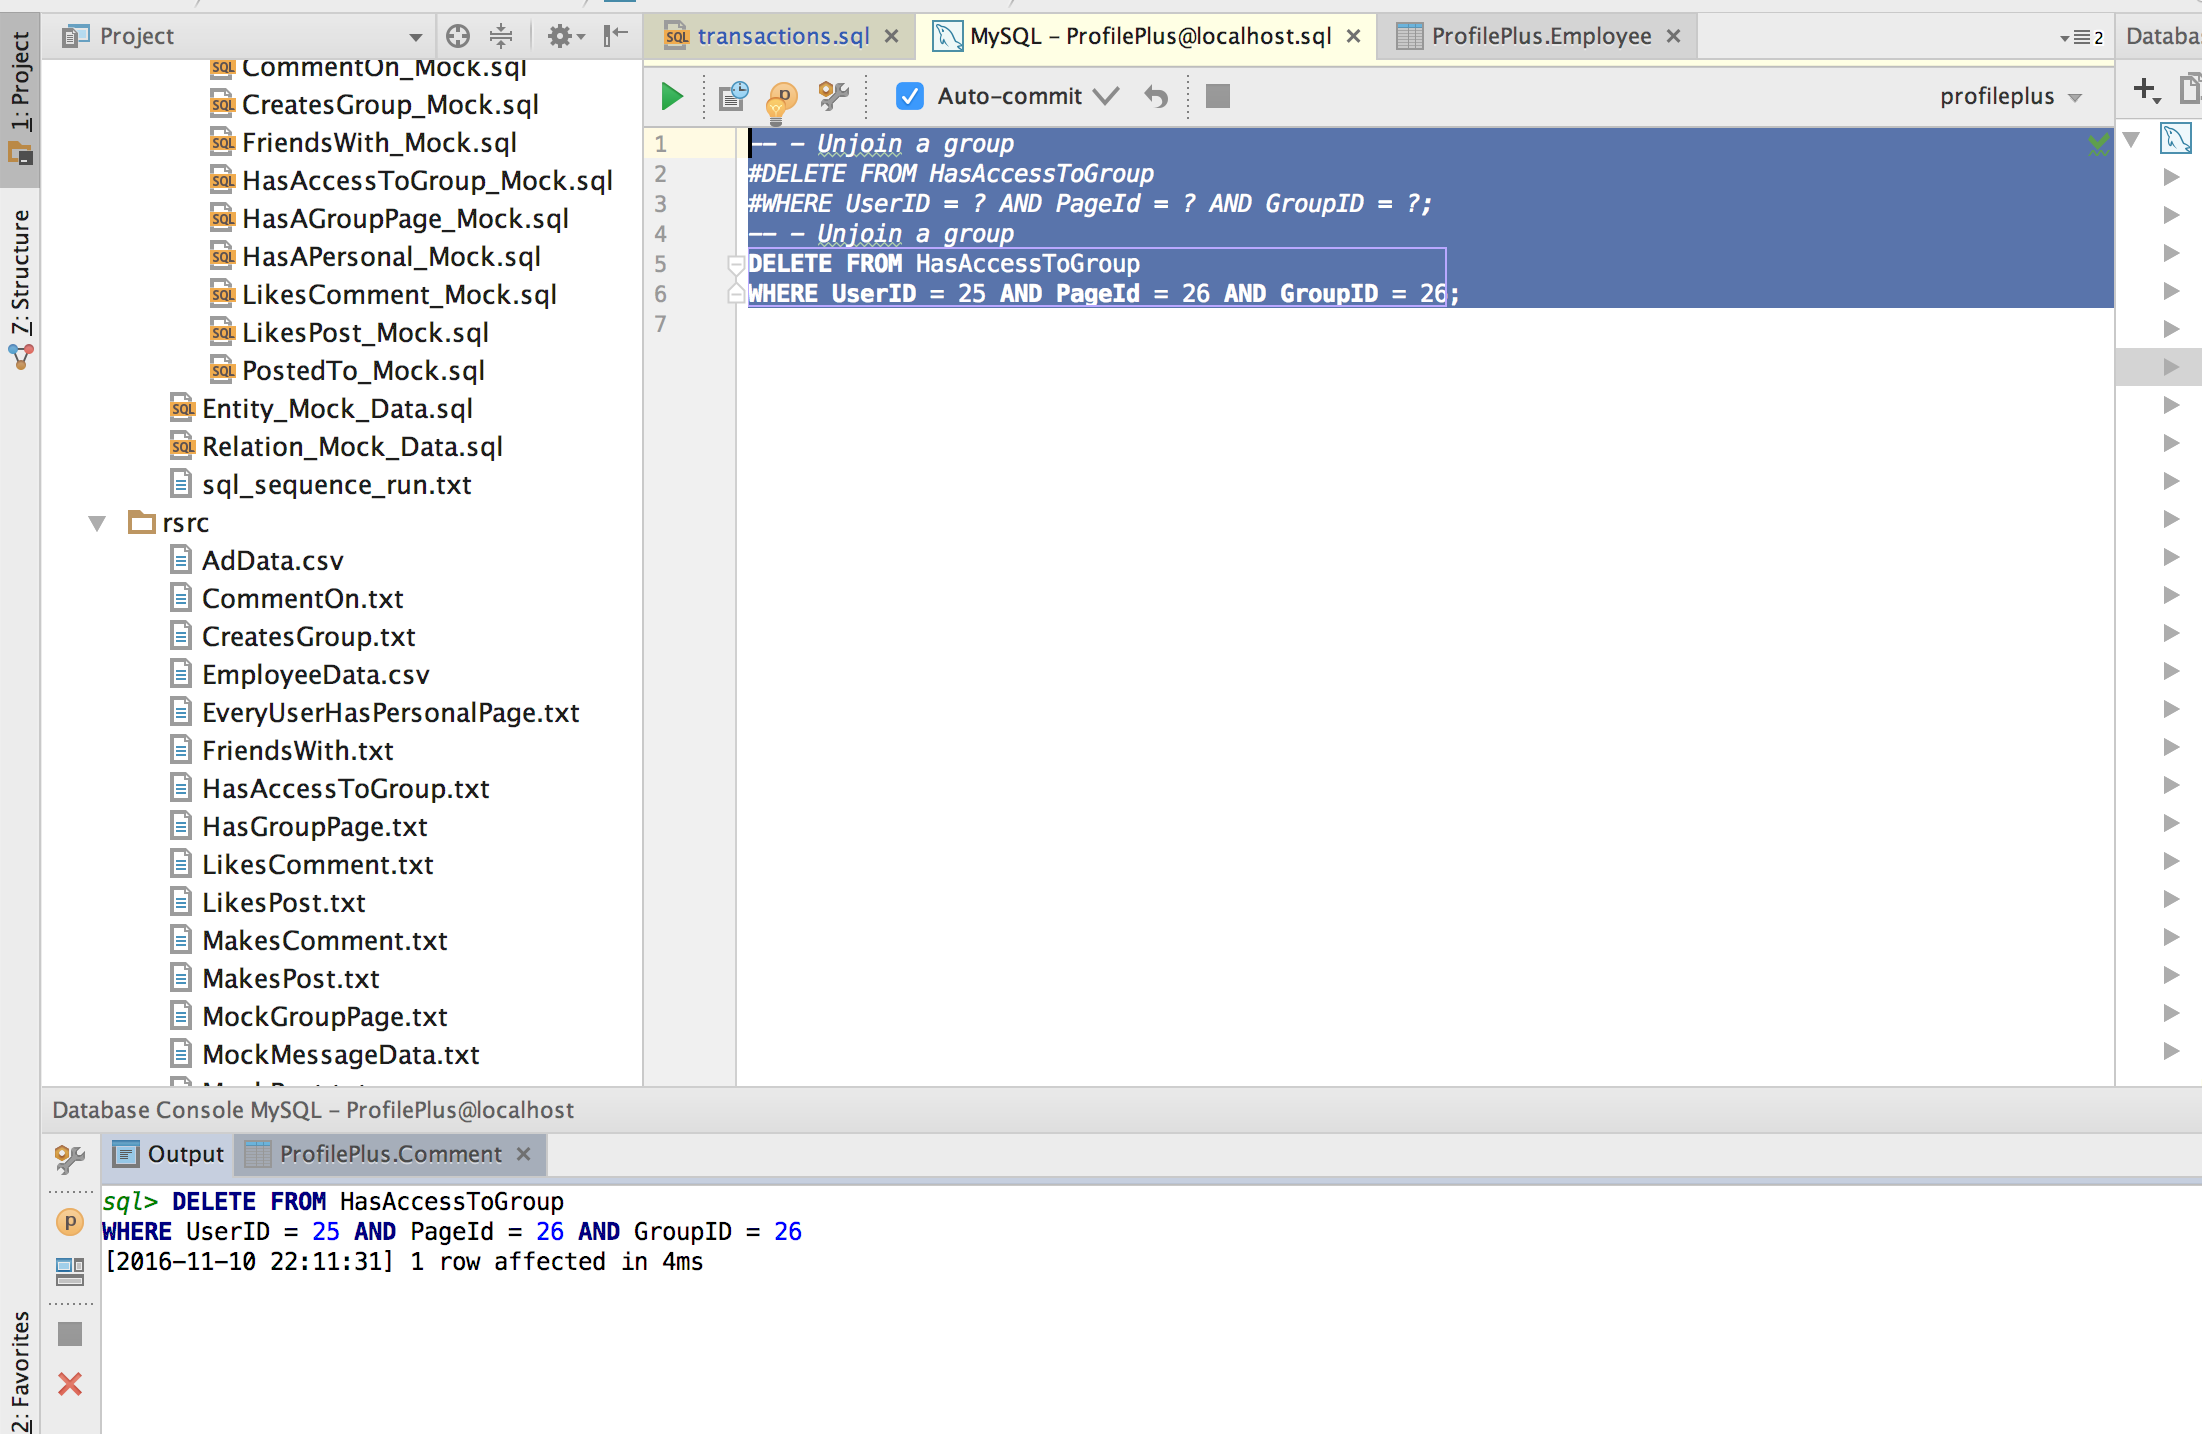 Project
transactions.sql
MySQL – ProfilePlus@localhost.sql
ProfilePlus.Employee
2
Databa
1: Project
7: Structure
2: Favorites
CommentOn_Mock.sql
CreatesGroup_Mock.sql
FriendsWith_Mock.sql
HasAccessToGroup_Mock.sql
HasAGroupPage_Mock.sql
HasAPersonal_Mock.sql
LikesComment_Mock.sql
LikesPost_Mock.sql
PostedTo_Mock.sql
Entity_Mock_Data.sql
Relation_Mock_Data.sql
sql_sequence_run.txt
rsrc
AdData.csv
CommentOn.txt
CreatesGroup.txt
EmployeeData.csv
EveryUserHasPersonalPage.txt
FriendsWith.txt
HasAccessToGroup.txt
HasGroupPage.txt
LikesComment.txt
LikesPost.txt
MakesComment.txt
MakesPost.txt
MockGroupPage.txt
MockMessageData.txt
Auto-commit
profileplus
1 -- - Unjoin a group
2 #DELETE FROM HasAccessToGroup
3 #WHERE UserID = ? AND PageId = ? AND GroupID = ?;
4 -- - Unjoin a group
5 DELETE FROM HasAccessToGroup
6 WHERE UserID = 25 AND PageId = 26 AND GroupID = 26;
7
Database Console MySQL – ProfilePlus@localhost
Output
ProfilePlus.Comment
sql> DELETE FROM HasAccessToGroup
WHERE UserID = 25 AND PageId = 26 AND GroupID = 26
[2016-11-10 22:11:31] 1 row affected in 4ms